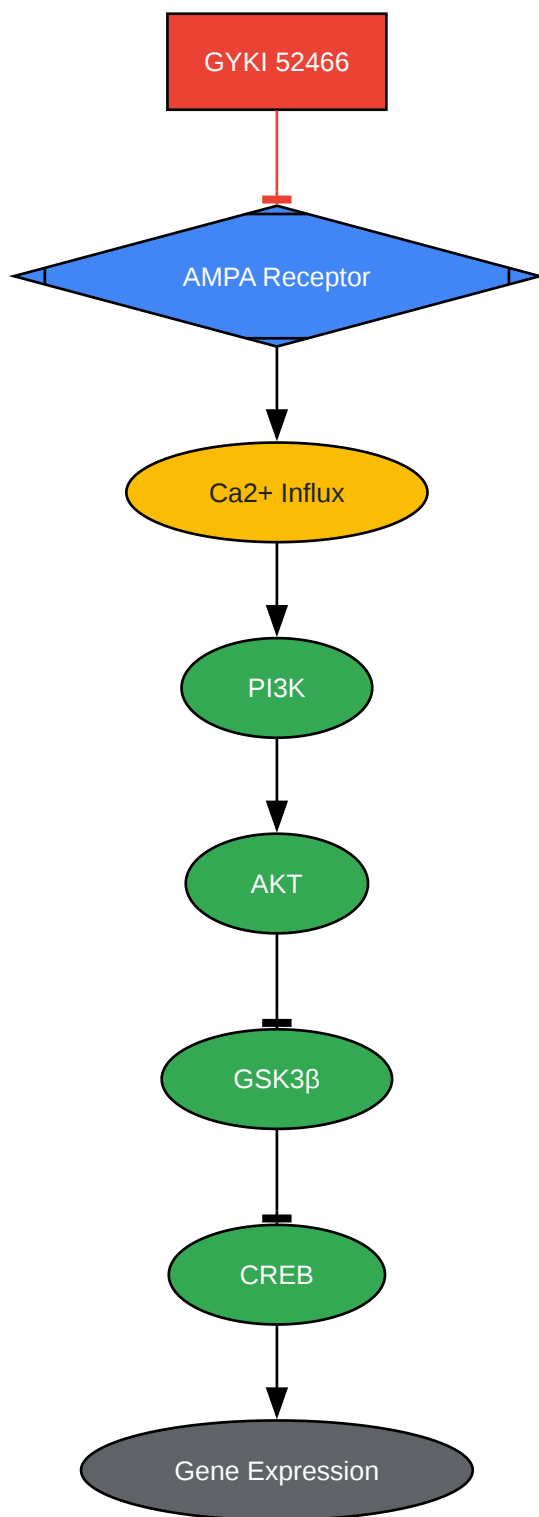 GYKI 52466
AMPA Receptor
Ca2+ Influx
PI3K
AKT
GSK3β
CREB
Gene Expression